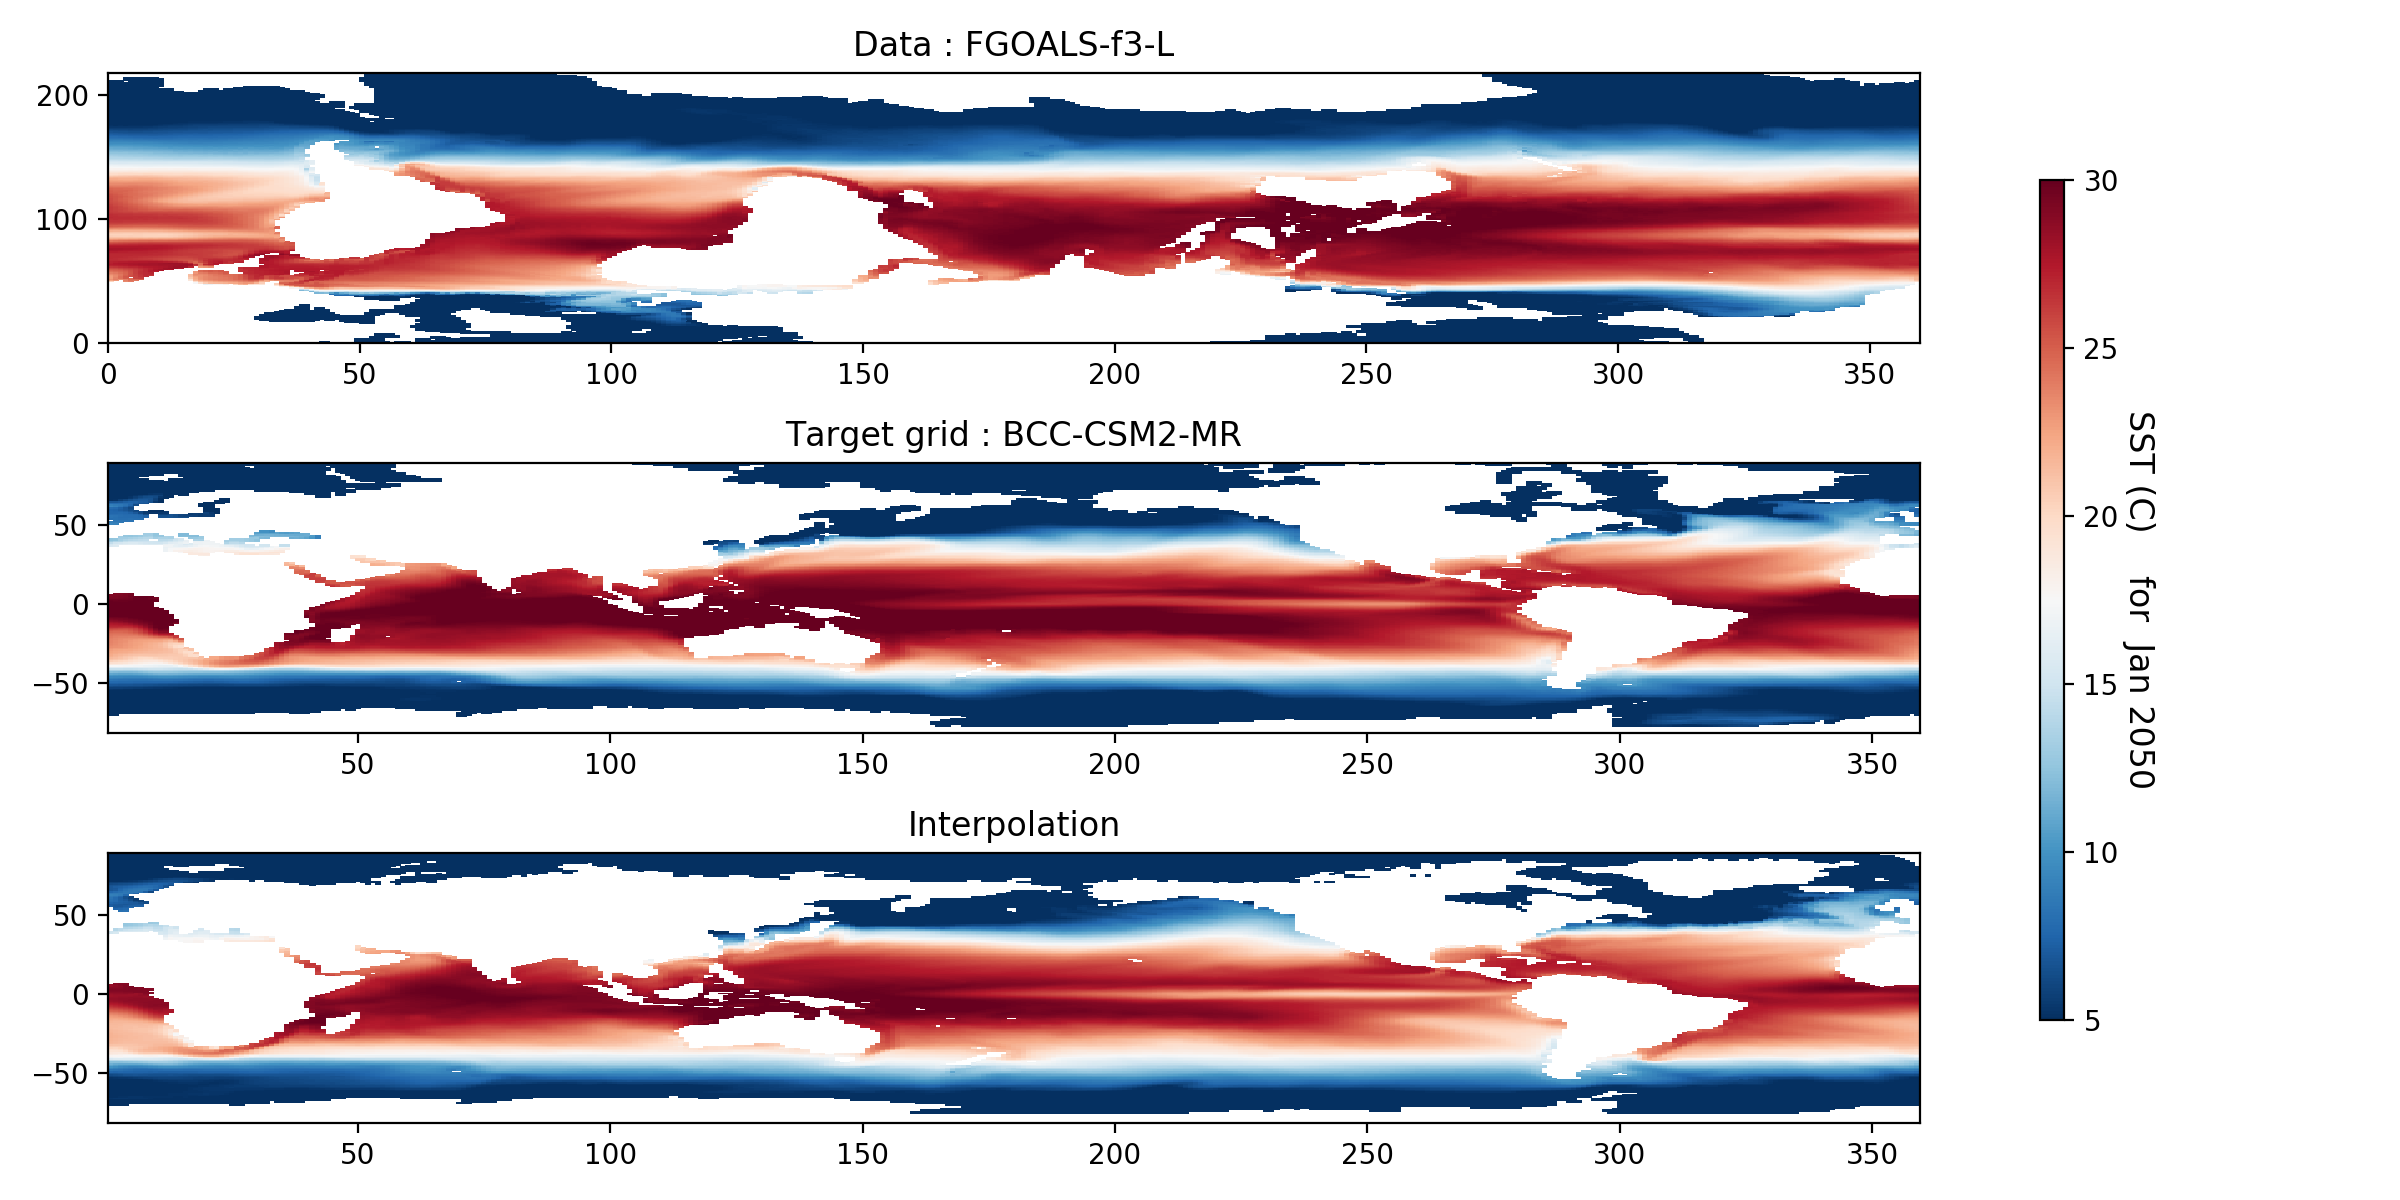 Data : FGOALS-f3-L
200
100
0
0 50 100 150 200 250 300 350
Target grid : BCC-CSM2-MR
50
0
−50
50 100 150 200 250 300 350
Interpolation
50
0
−50
50 100 150 200 250 300 350
30
25
20
15
10
5
SST (C) for Jan 2050